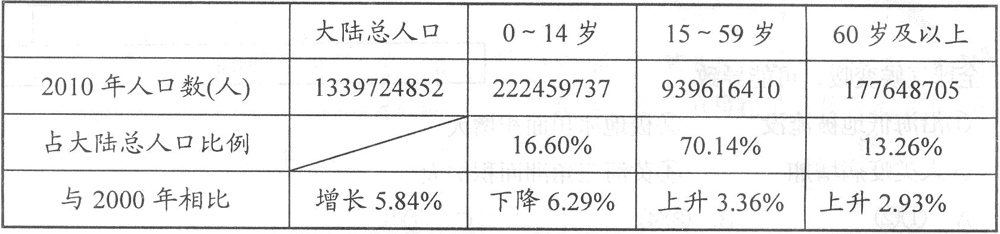 大陆总人口 0~14 岁 15~59 岁 60 岁及以上
2010 年人口数(人) 1339724852 222459737 939616410 177648705
占大陆总人口比例 16.60% 70.14% 13.26%
与 2000 年相比 增长 5.84% 下降 6.29% 上升 3.36% 上升 2.93%